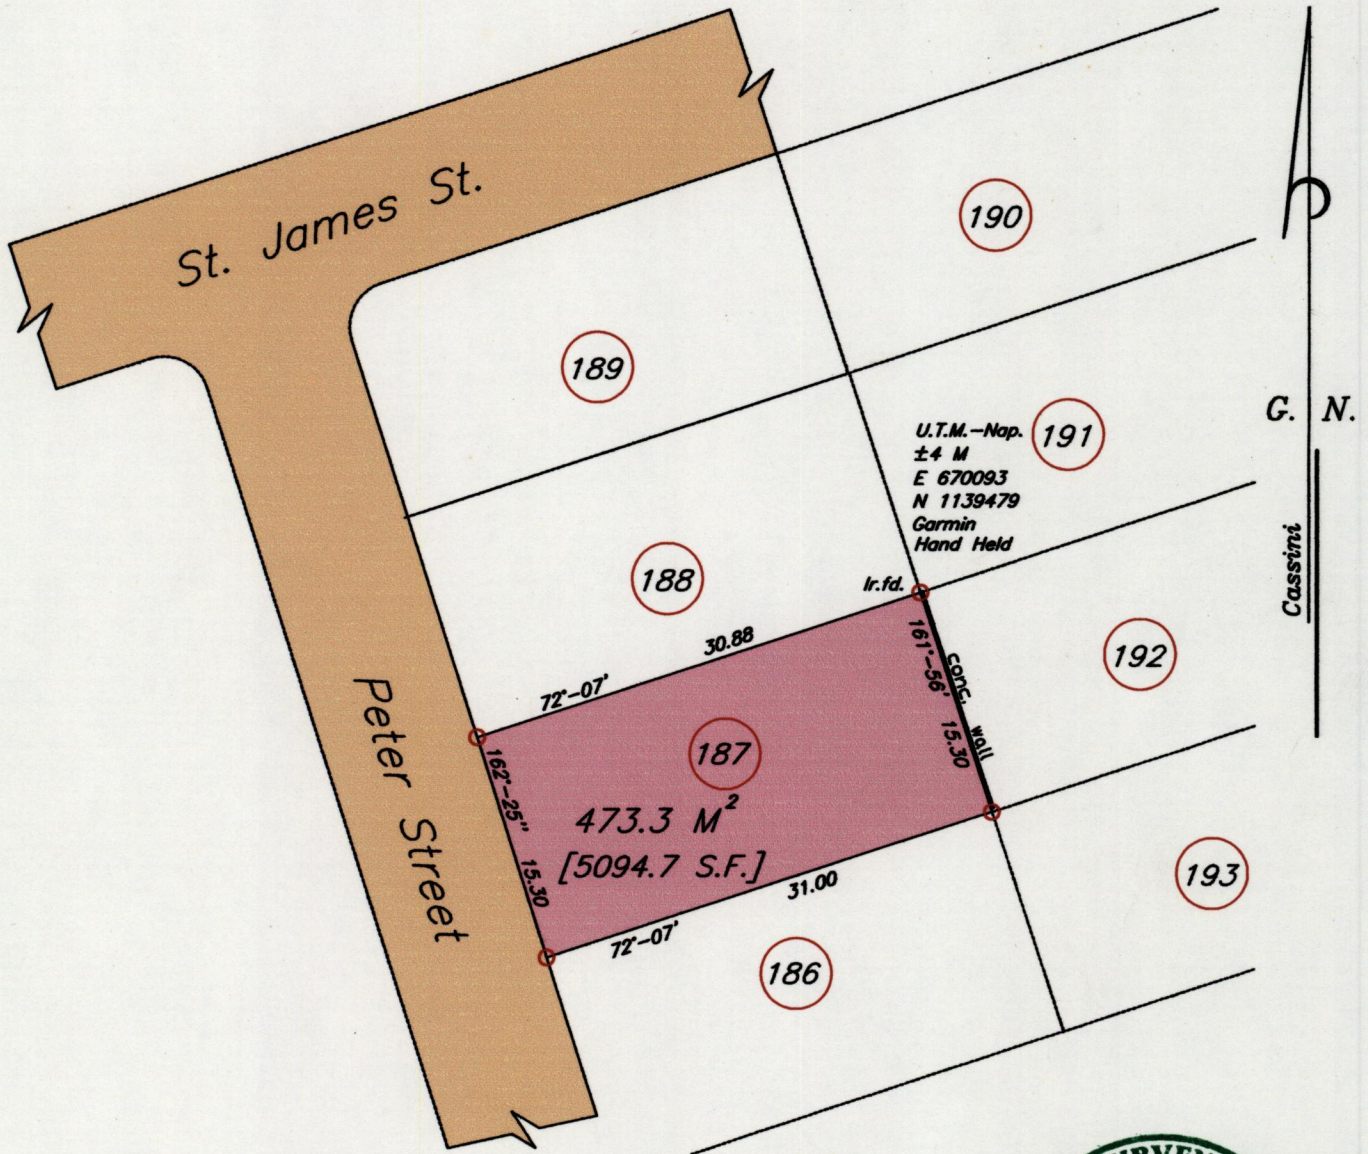 St. James St.
190
189
G. N.
191
U.T.M.-Nap.
±4 M
E 670093
N 1139479
Garmin
Hand Held
Cassini
188
Ir.fd.
30.88
72°-07'
161°-56' 15.30
conc. wall
192
Peter Street
187
162°-25" 15.30
473.3 M²
[5094.7 S.F.]
31.00
72°-07'
193
186